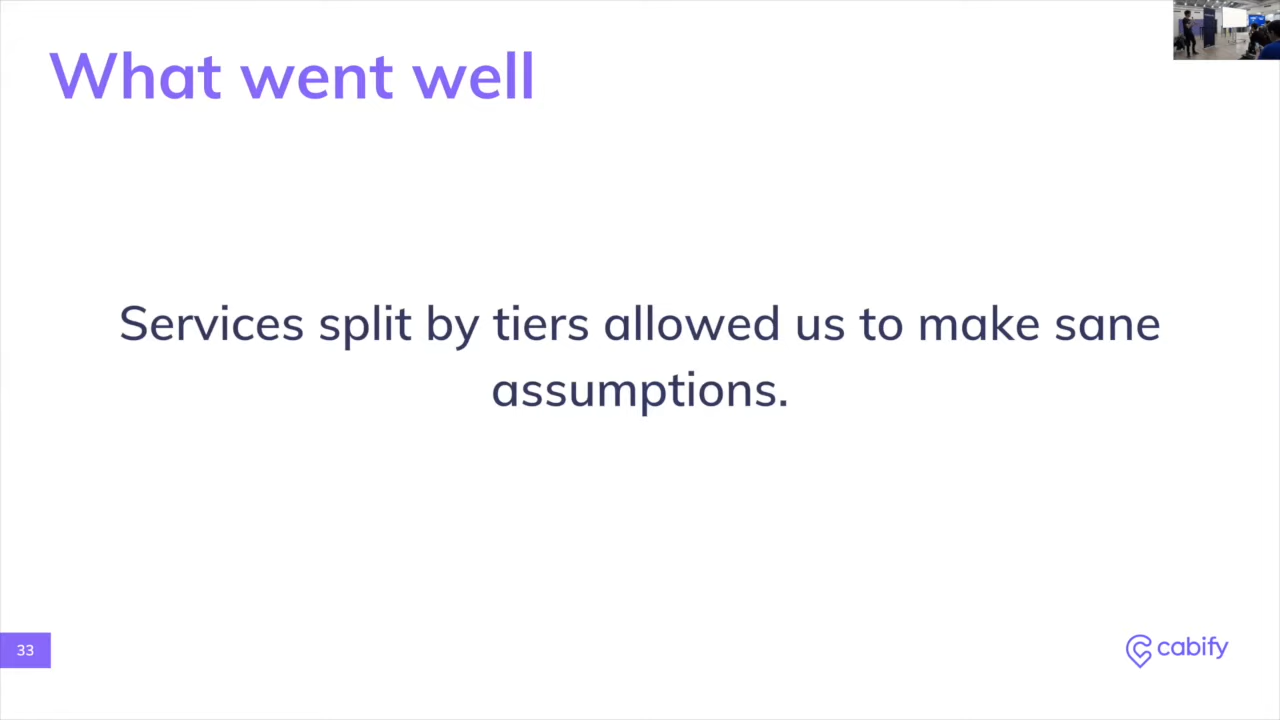 What went well
Services split by tiers allowed us to make sane
assumptions.
33
cabify